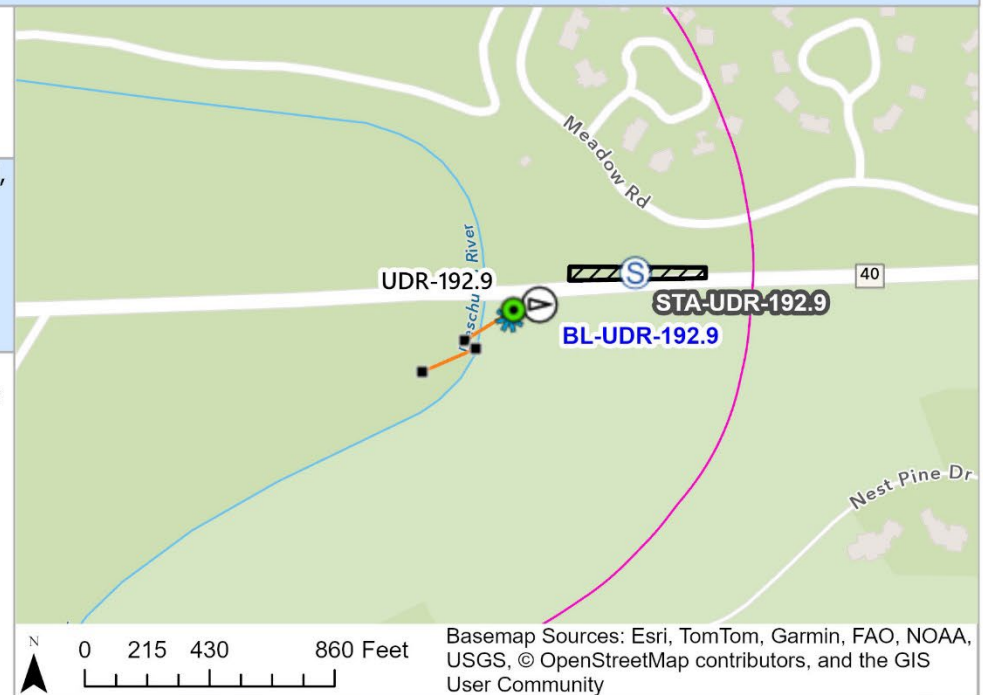 Meadow Rd
River
UDR-192.9
S
40
STA-UDR-192.9
BL-UDR-192.9
Nest Pine Dr
N
0 215 430 860 Feet
Basemap Sources: Esri, TomTom, Garmin, FAO, NOAA,
USGS, © OpenStreetMap contributors, and the GIS
User Community